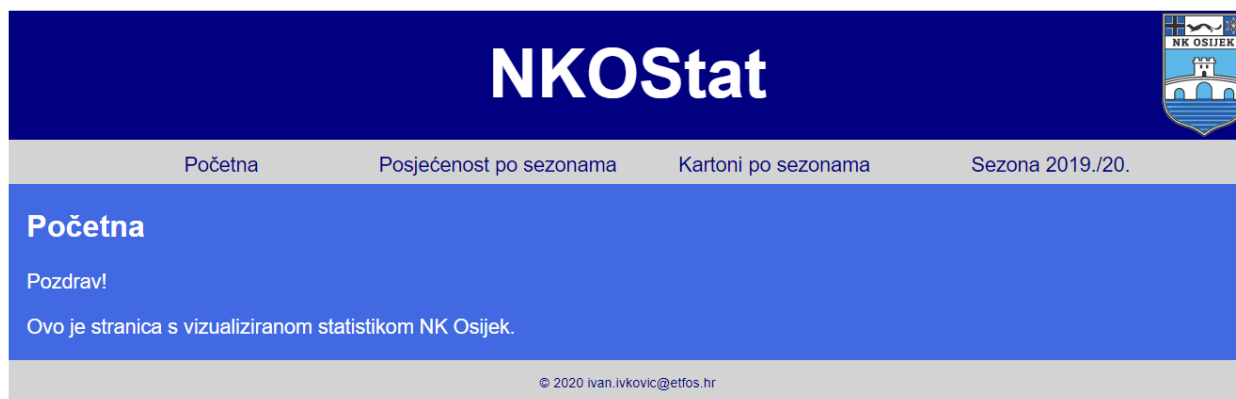 NKOStat
NK OSIJEK
Početna Posjećenost po sezonama Kartoni po sezonama Sezona 2019./20.
Početna
Pozdrav!
Ovo je stranica s vizualiziranom statistikom NK Osijek.
© 2020 ivan.ivkovic@etfos.hr